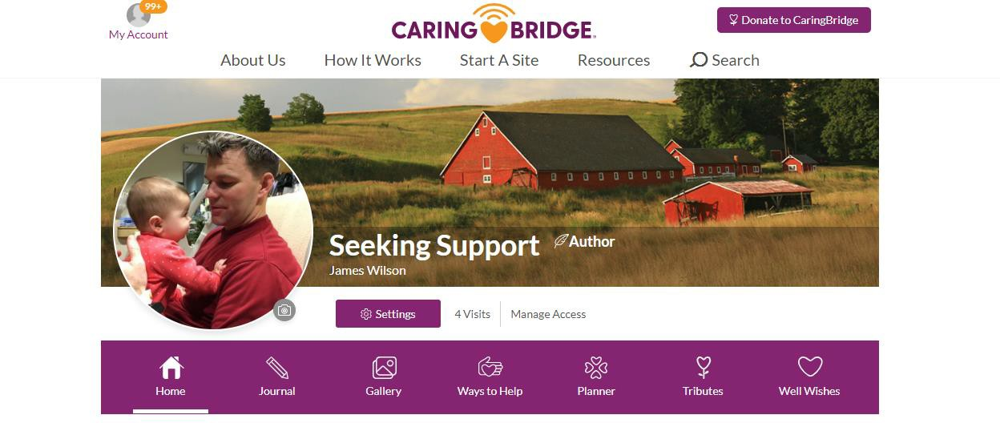 99+
My Account
CARING BRIDGE
Donate to CaringBridge
About Us How It Works Start A Site Resources Search
Seeking Support Author
James Wilson
Settings 4 Visits Manage Access
Home Journal Gallery Ways to Help Planner Tributes Well Wishes